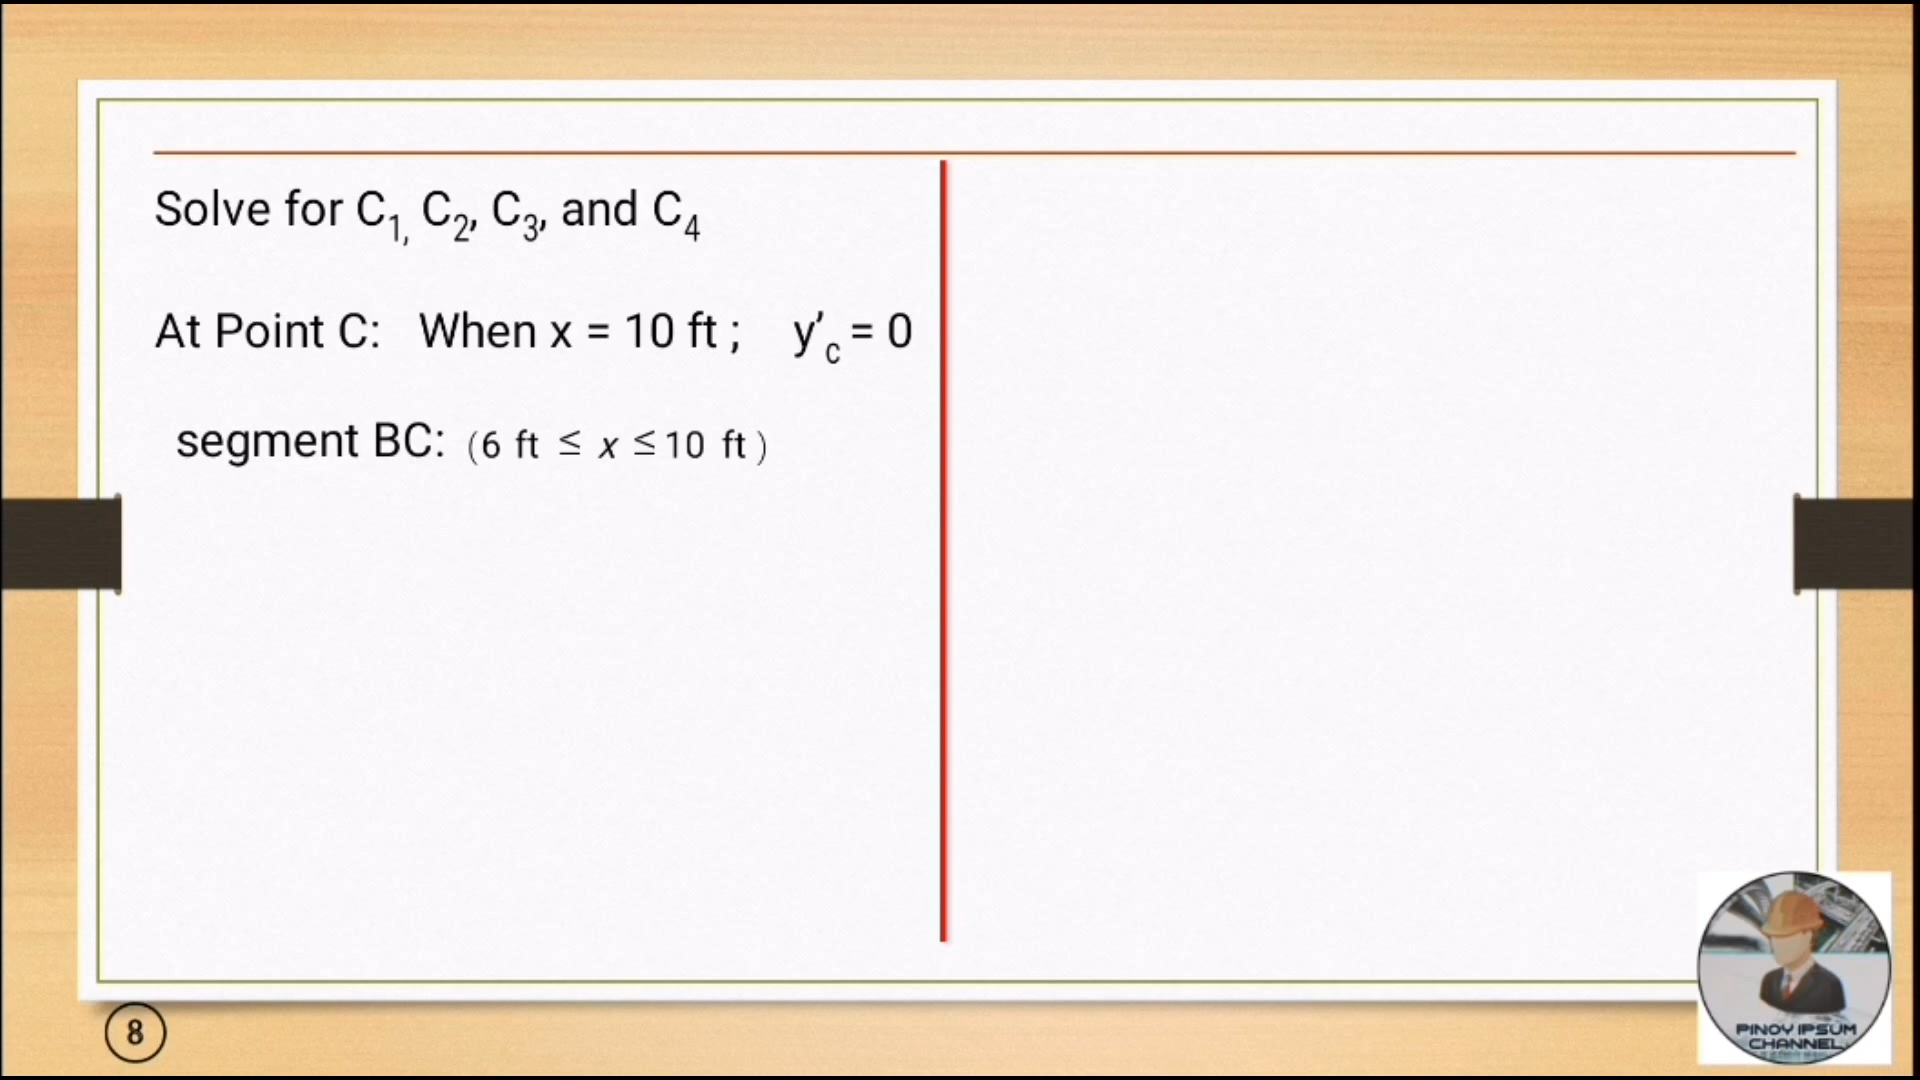 Solve for C1, C2, C3, and C4
At Point C: When x = 10 ft ; y'c = 0
segment BC: (6 ft ≤ x ≤ 10 ft )
8
PINOY IPSUM
CHANNEL